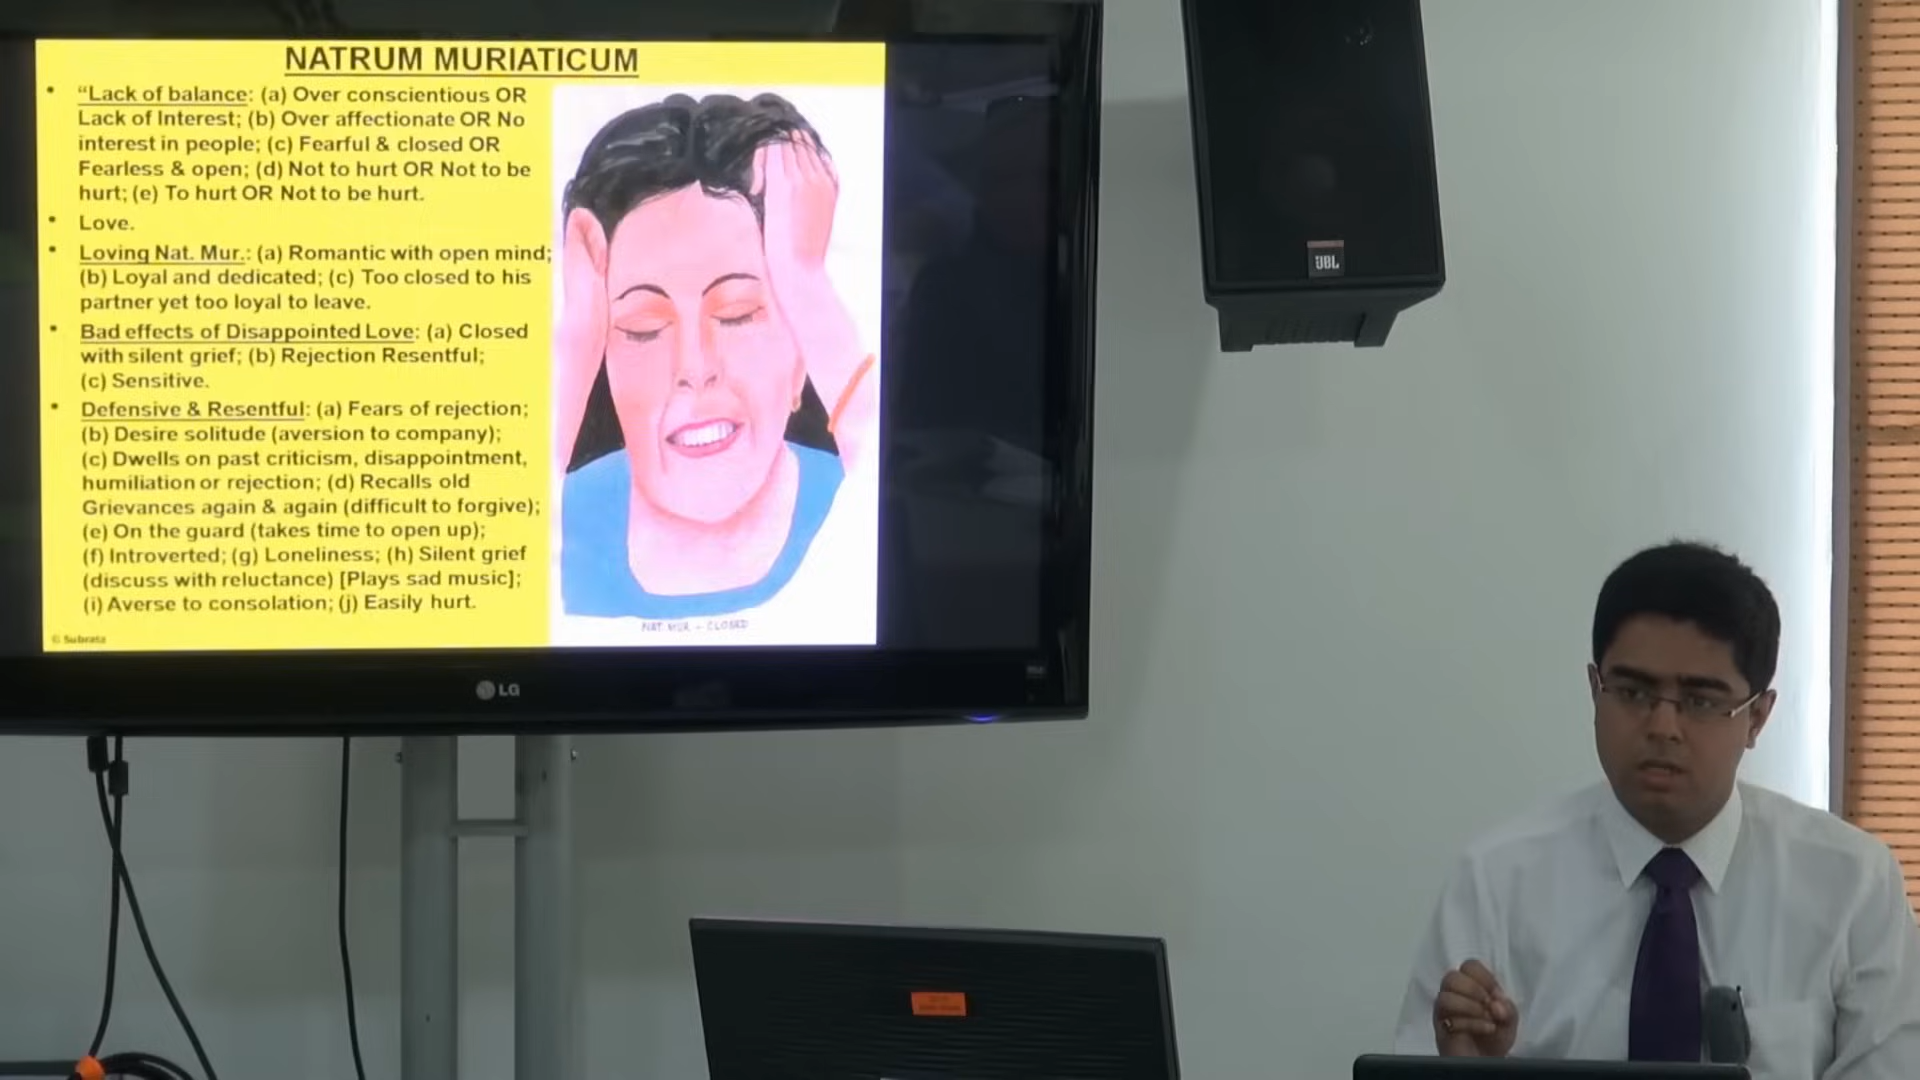 NATRUM MURIATICUM
• “Lack of balance: (a) Over conscientious OR
Lack of Interest; (b) Over affectionate OR No
interest in people; (c) Fearful & closed OR
Fearless & open; (d) Not to hurt OR Not to be
hurt; (e) To hurt OR Not to be hurt.
• Love.
• Loving Nat. Mur.: (a) Romantic with open mind;
(b) Loyal and dedicated; (c) Too closed to his
partner yet too loyal to leave.
• Bad effects of Disappointed Love: (a) Closed
with silent grief; (b) Rejection Resentful;
(c) Sensitive.
• Defensive & Resentful: (a) Fears of rejection;
(b) Desire solitude (aversion to company);
(c) Dwells on past criticism, disappointment,
humiliation or rejection; (d) Recalls old
Grievances again & again (difficult to forgive);
(e) On the guard (takes time to open up);
(f) Introverted; (g) Loneliness; (h) Silent grief
(discuss with reluctance) [Plays sad music];
(i) Averse to consolation; (j) Easily hurt.
NAT MUR - CLOSED
© Subrata
LG
JBL